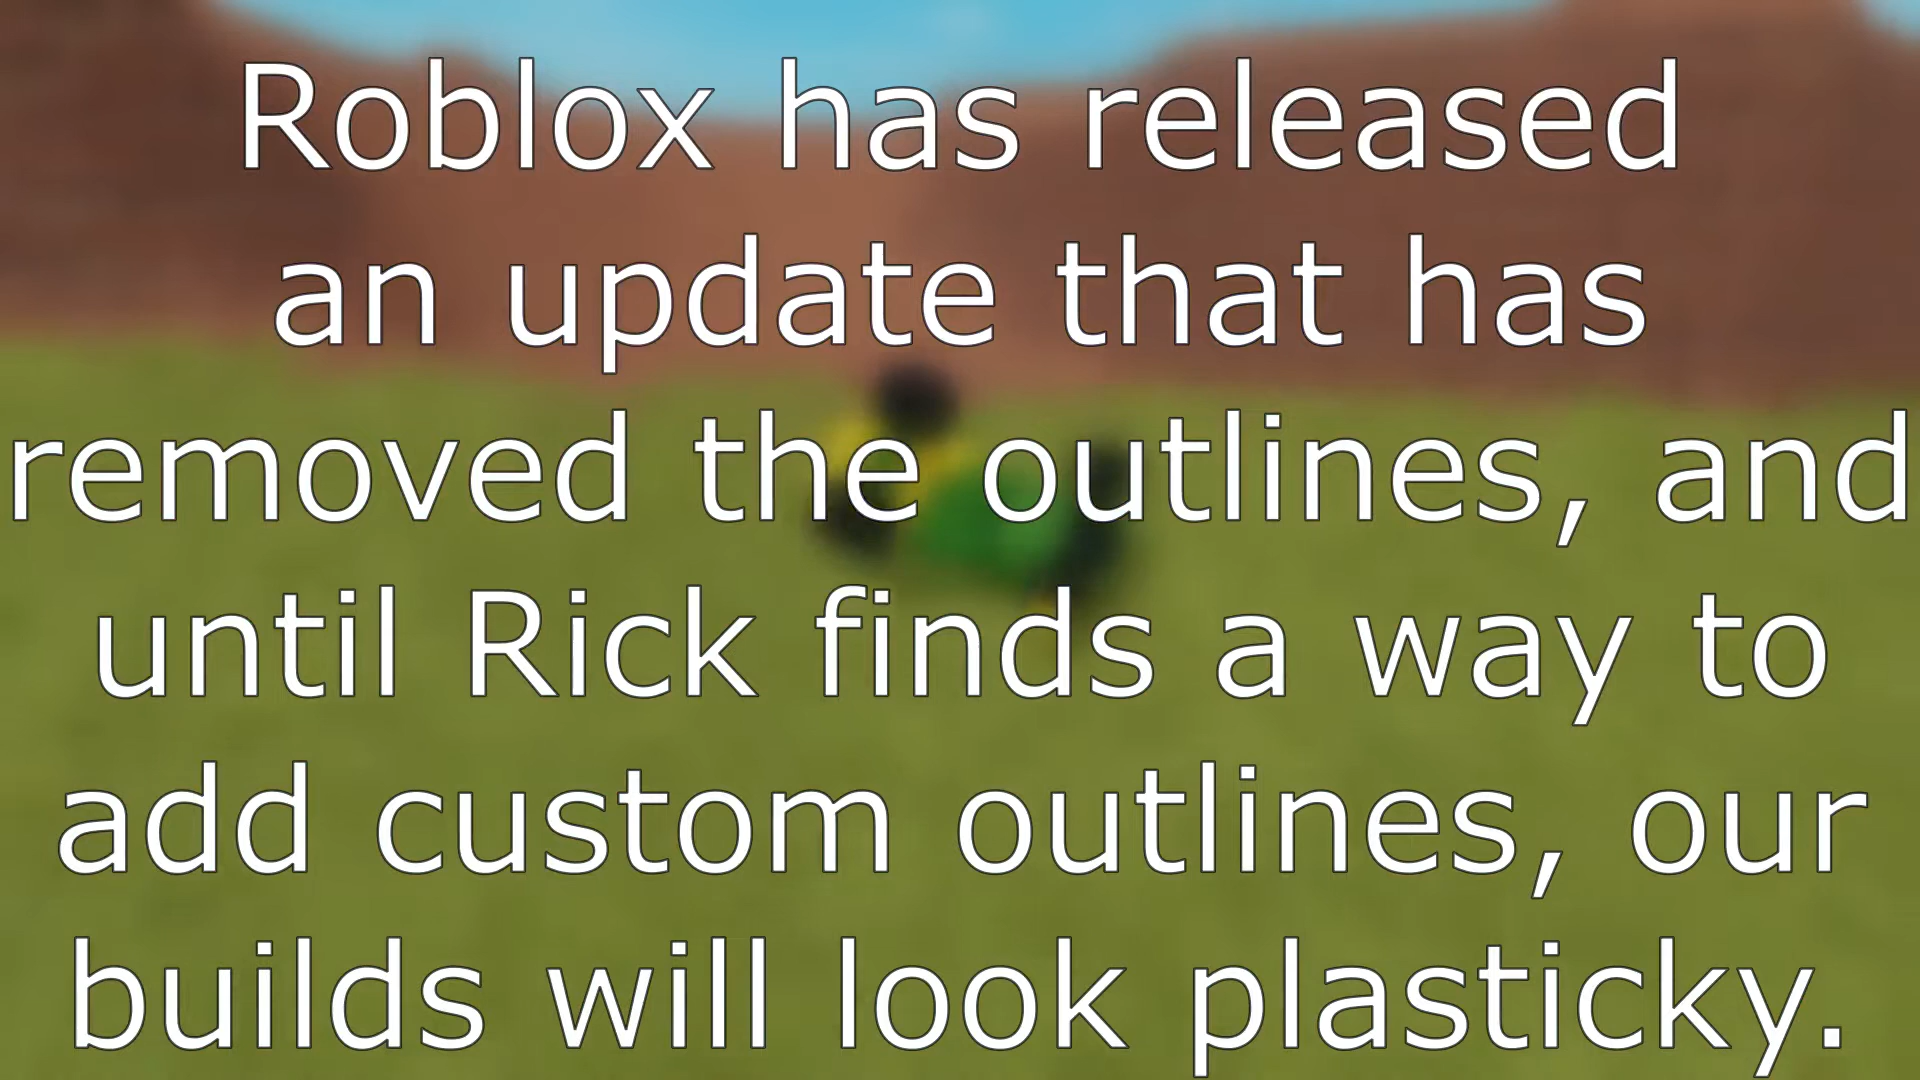 Roblox has released
an update that has
removed the outlines, and
until Rick finds a way to
add custom outlines, our
builds will look plasticky.